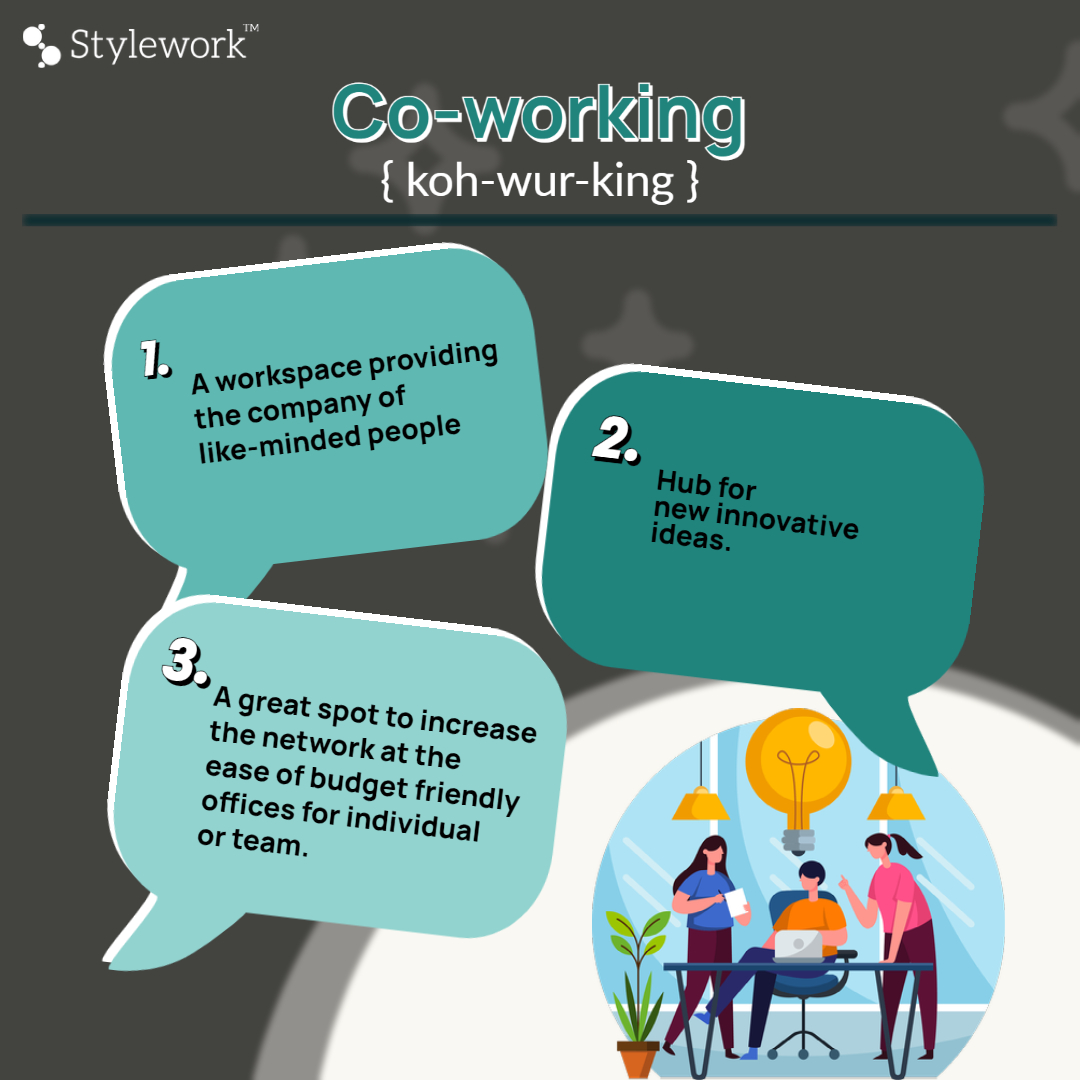 Stylework™
Co-working
{ koh-wur-king }
1.
A workspace providing
the company of
like-minded people
2.
Hub for
new innovative
ideas.
3.
A great spot to increase
the network at the
ease of budget friendly
offices for individual
or team.